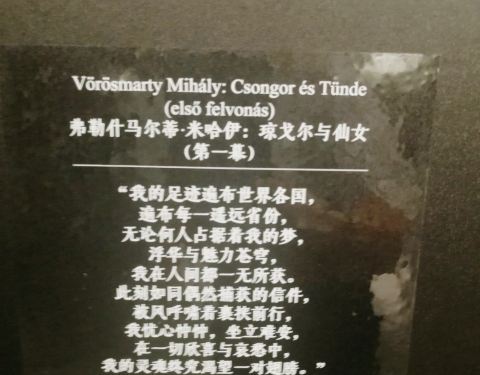 Vörösmarty Mihály: Csongor és Tünde
(első felvonás)
弗勒什马尔蒂·米哈伊：琼戈尔与仙女
（第一幕）
“我的足迹遍布世界各国，
遍布每一遥远省份，
无论何人占据着我的梦，
浮华与魅力苍穹，
我在人间都一无所获。
此刻如同偶然捕获的信件，
被风呼啸着裹挟前行，
我忧心忡忡，坐立难安，
在一切欣喜与哀愁中，
我的灵魂终究渴望一对翅膀。”